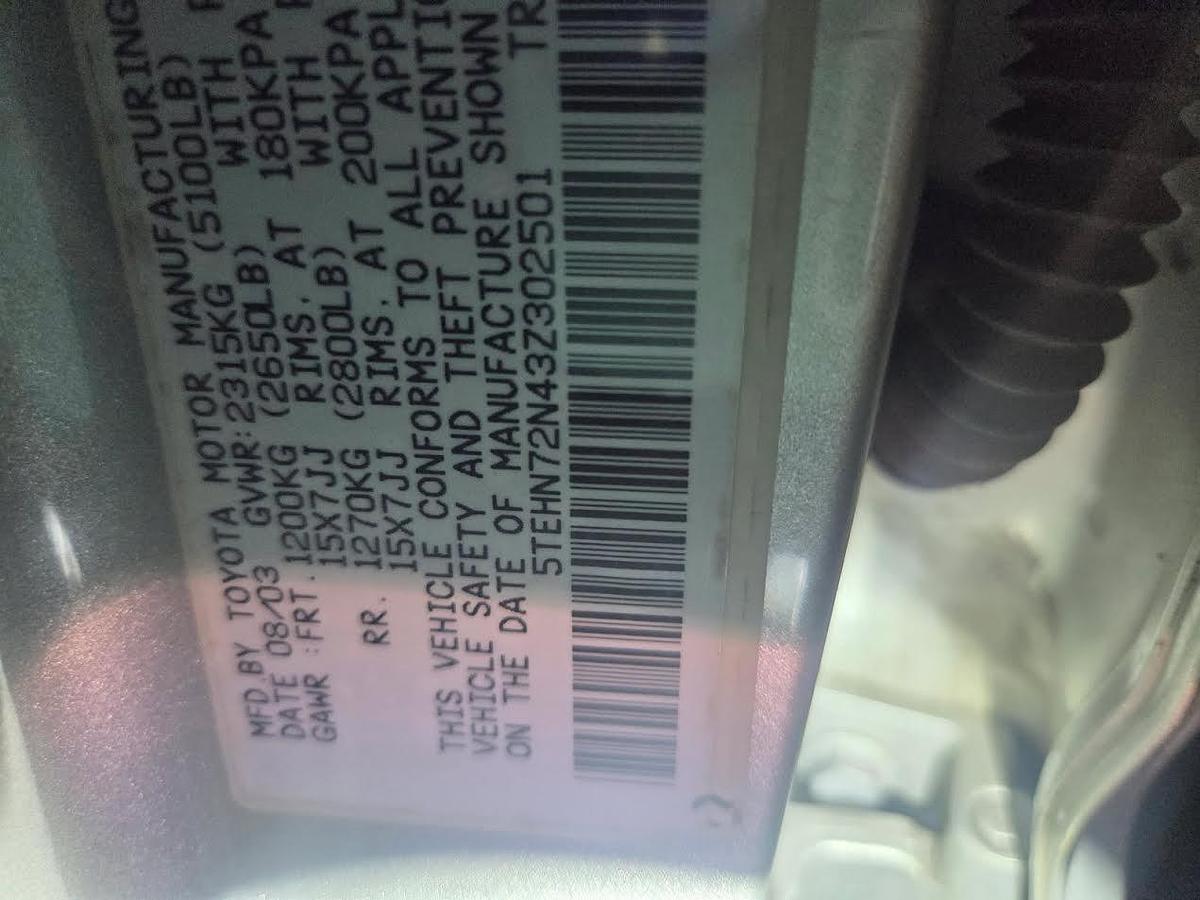 MFD BY TOYOTA MOTOR MANUFACTURING
DATE 08/03 GVWR:2315KG (5100LB)
GAWR :FRT.1200KG (2650LB) WITH
15X7JJ RIMS. AT 180KPA
RR. 1270KG (2800LB) WITH
15X7JJ RIMS. AT 200KPA
THIS VEHICLE CONFORMS TO ALL APPL
VEHICLE SAFETY AND THEFT PREVENTIO
ON THE DATE OF MANUFACTURE SHOWN
5TEHN72N43Z302501 TR